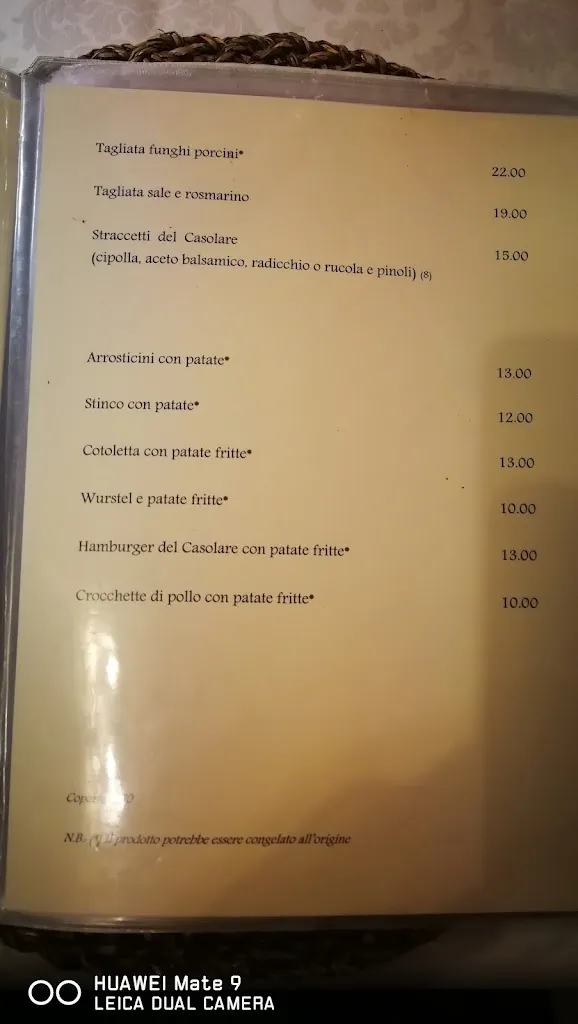 Tagliata funghi porcini*
22.00
Tagliata sale e rosmarino
19.00
Straccetti del Casolare
15.00
(cipolla, aceto balsamico, radicchio o rucola e pinoli) (8)
Arrosticini con patate*
13.00
Stinco con patate*
12.00
Cotoletta con patate fritte*
13.00
Wurstel e patate fritte*
10.00
Hamburger del Casolare con patate fritte*
13.00
Crocchette di pollo con patate fritte*
10.00
N.B. (*) Il prodotto potrebbe essere congelato all'origine
HUAWEI Mate 9
LEICA DUAL CAMERA